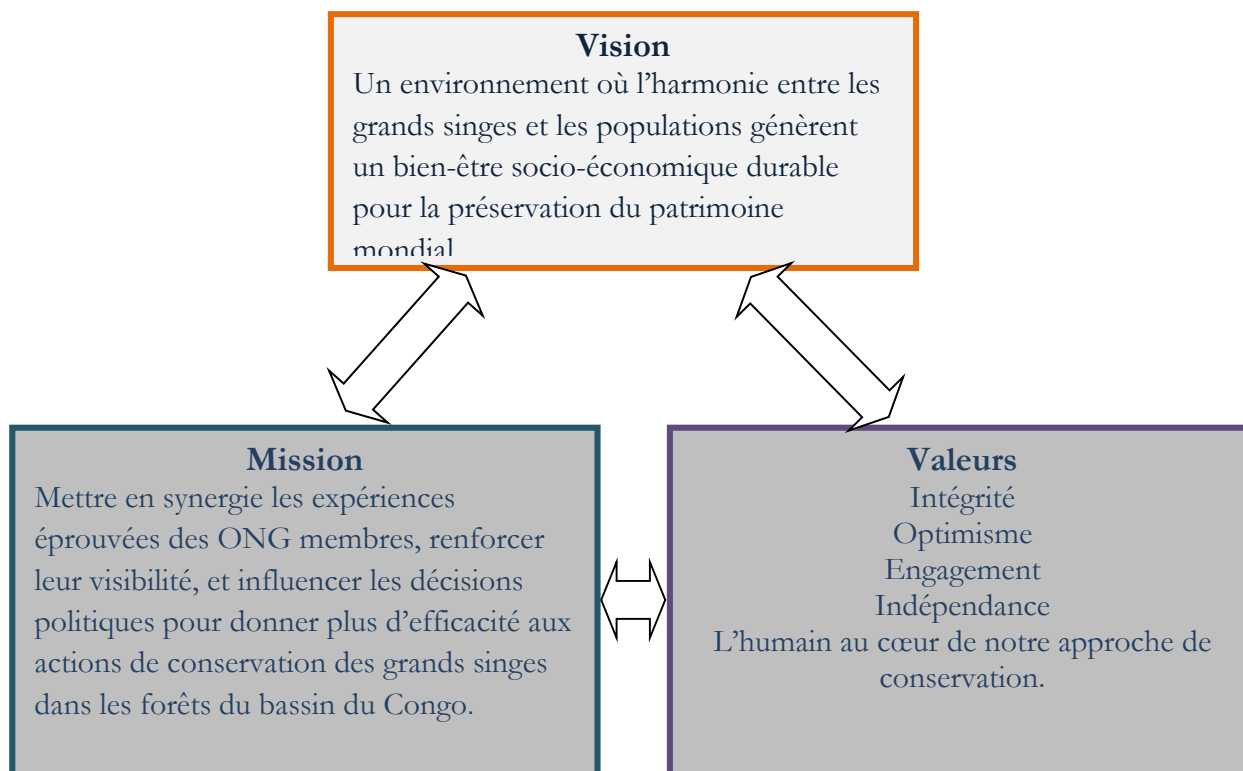 Vision
Un environnement où l’harmonie entre les
grands singes et les populations génèrent
un bien-être socio-économique durable
pour la préservation du patrimoine
mondial
Mission
Mettre en synergie les expériences
éprouvées des ONG membres, renforcer
leur visibilité, et influencer les décisions
politiques pour donner plus d’efficacité aux
actions de conservation des grands singes
dans les forêts du bassin du Congo.
Valeurs
Intégrité
Optimisme
Engagement
Indépendance
L’humain au cœur de notre approche de
conservation.